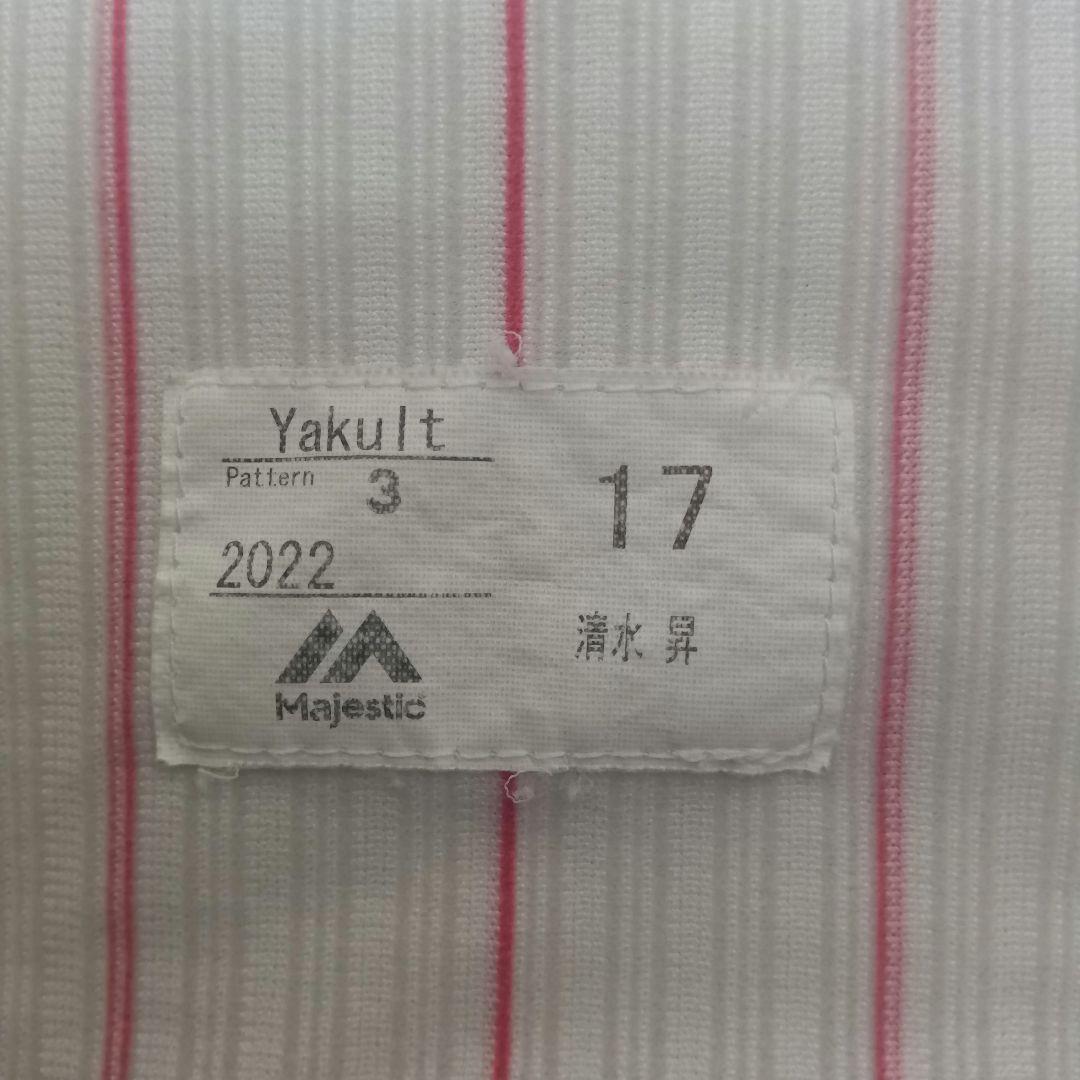 Yakult
Pattern 3
2022
Majestic
17
清水 昇